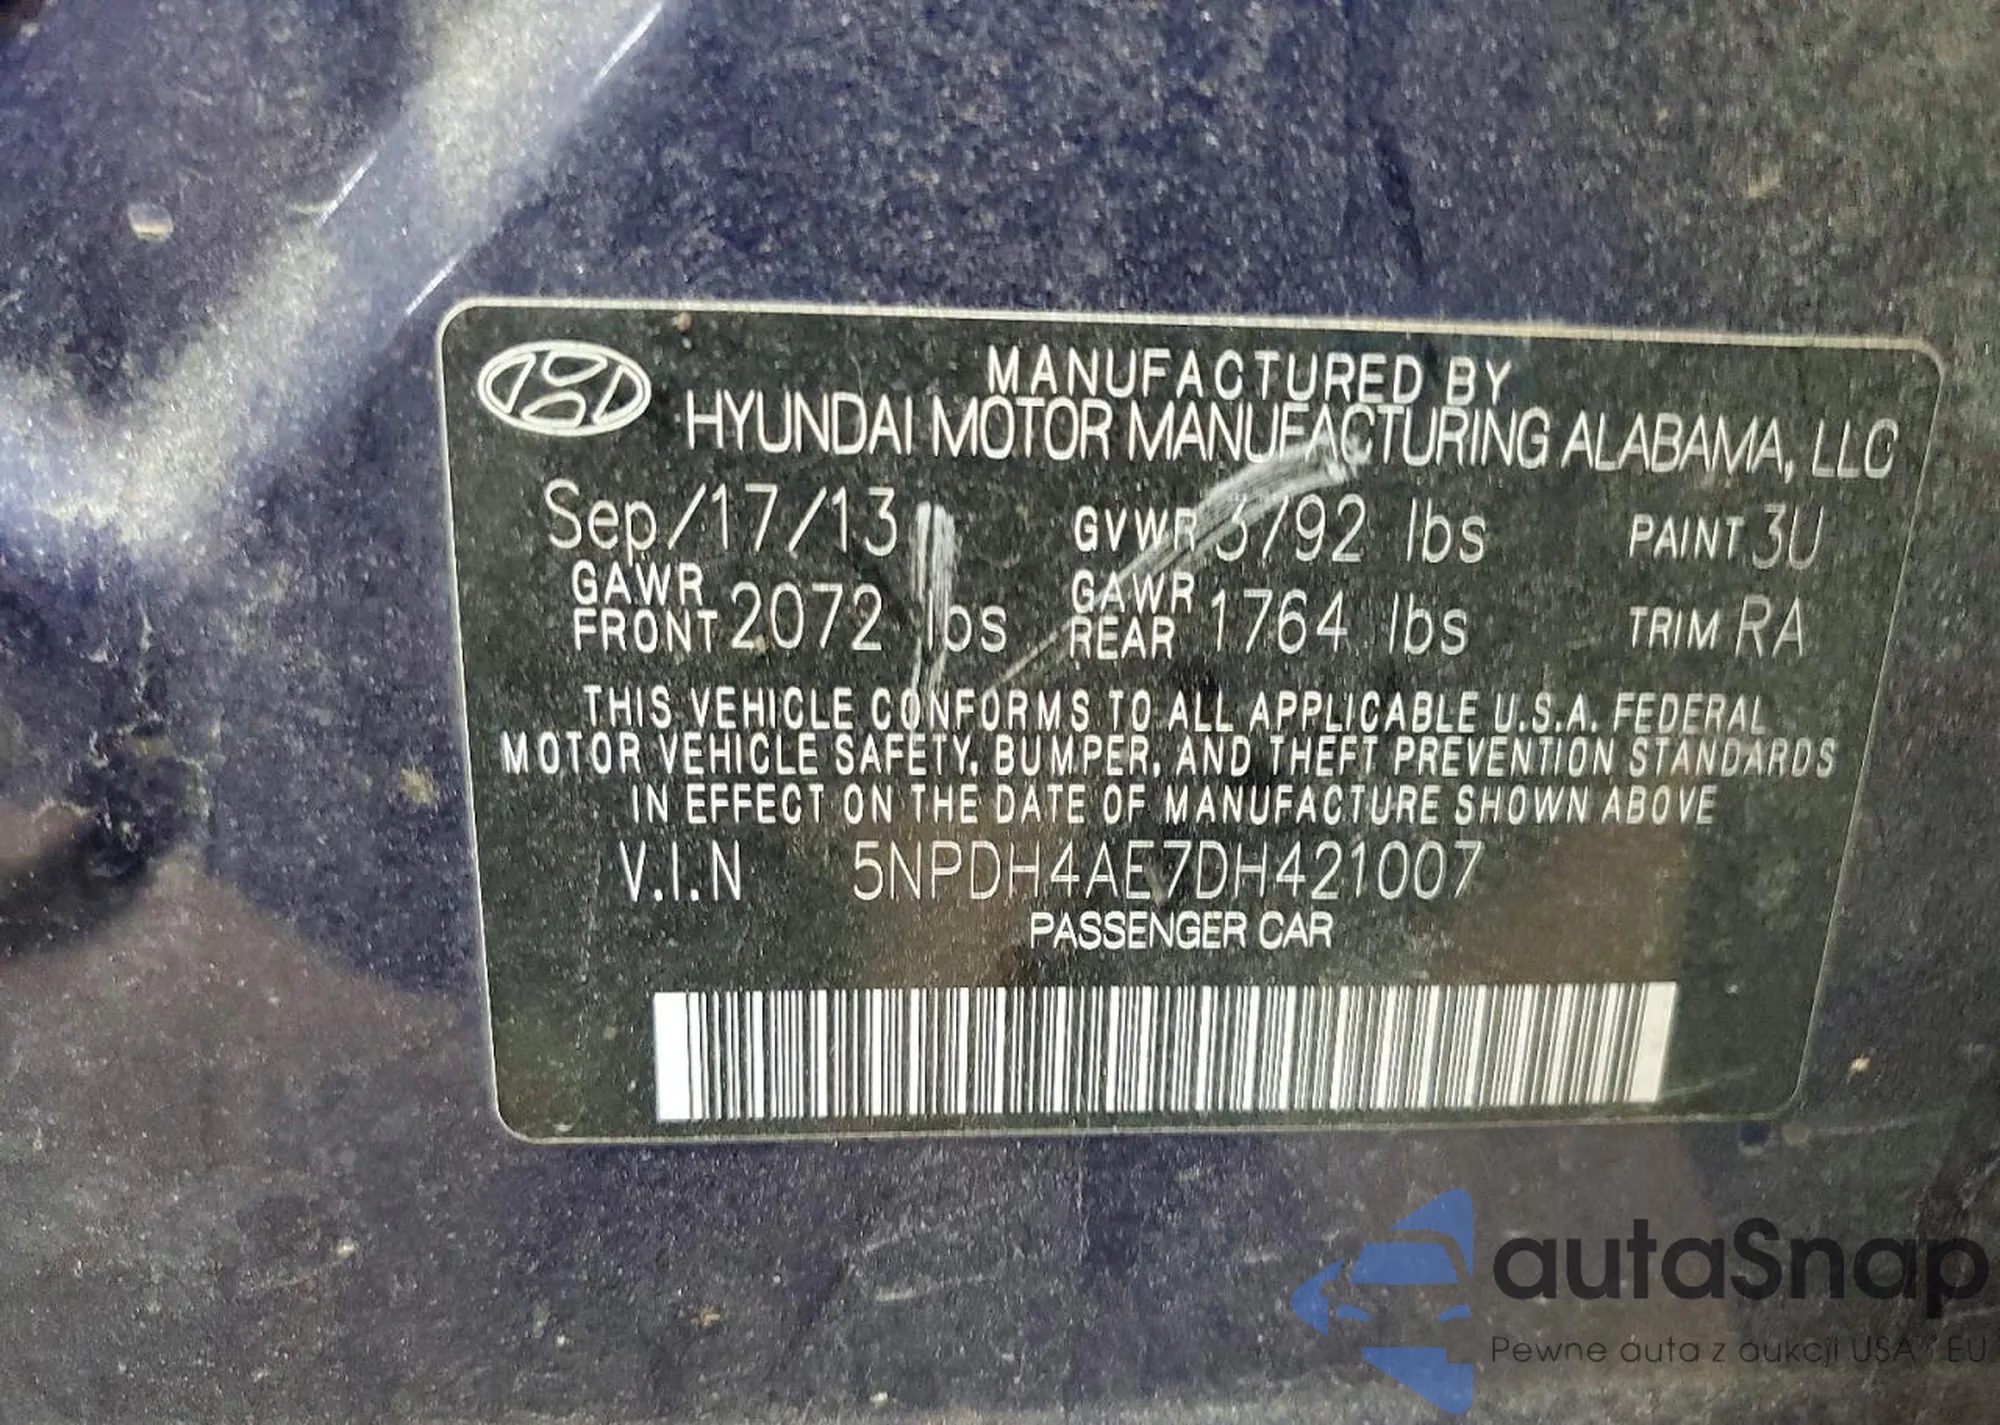 MANUFACTURED BY
HYUNDAI MOTOR MANUFACTURING ALABAMA, LLC
Sep/17/13 GVWR 3792 lbs PAINT 3U
GAWR FRONT 2072 lbs GAWR REAR 1764 lbs TRIM RA
THIS VEHICLE CONFORMS TO ALL APPLICABLE U.S.A. FEDERAL
MOTOR VEHICLE SAFETY, BUMPER, AND THEFT PREVENTION STANDARDS
IN EFFECT ON THE DATE OF MANUFACTURE SHOWN ABOVE
V.I.N 5NPDH4AE7DH421007
PASSENGER CAR
autaSnap
Pewne auta z aukcji USA i EU